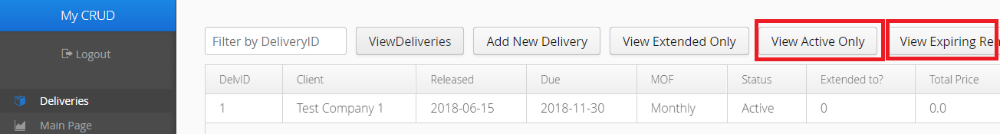 My CRUD
Logout
Deliveries
Main Page
Filter by DeliveryID ViewDeliveries Add New Delivery View Extended Only View Active Only View Expiring Ren
DelvID Client Released Due MOF Status Extended to? Total Price
1 Test Company 1 2018-06-15 2018-11-30 Monthly Active 0 0.0